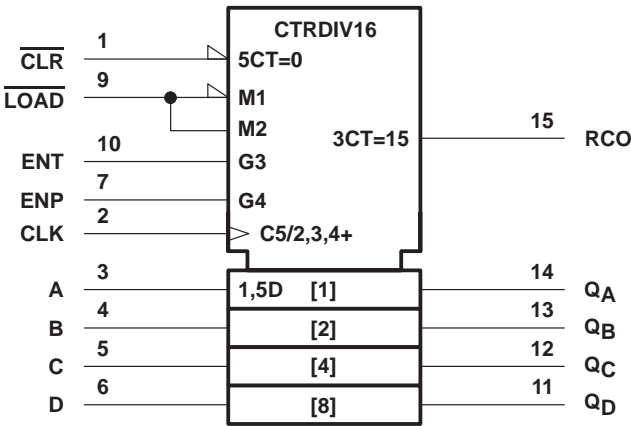 CTRDIV16
CLR 1 5CT=0
LOAD 9 M1
M2
3CT=15 15 RCO
ENT 10 G3
ENP 7 G4
CLK 2 C5/2,3,4+
A 3 1,5D [1] 14 QA
B 4 [2] 13 QB
C 5 [4] 12 QC
D 6 [8] 11 QD